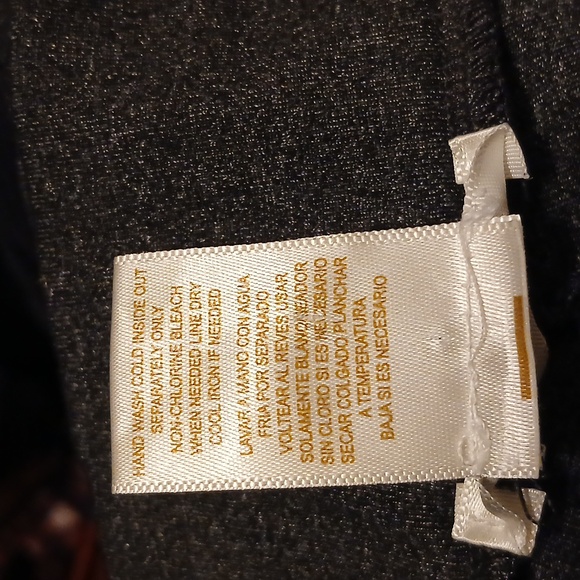 HAND WASH COLD INSIDE OUT
SEPARATELY ONLY
NON-CHLORINE BLEACH
WHEN NEEDED LINE DRY
COOL IRON IF NEEDED
LAVAR A MANO CON AGUA
FRIA POR SEPARADO
VOLTEAR AL REVES USAR
SOLAMENTE BLANQUEADOR
SIN CLORO SI ES NECESSARIO
SECAR COLGADO PLANCHAR
A TEMPERATURA
BAJA SI ES NECESARIO